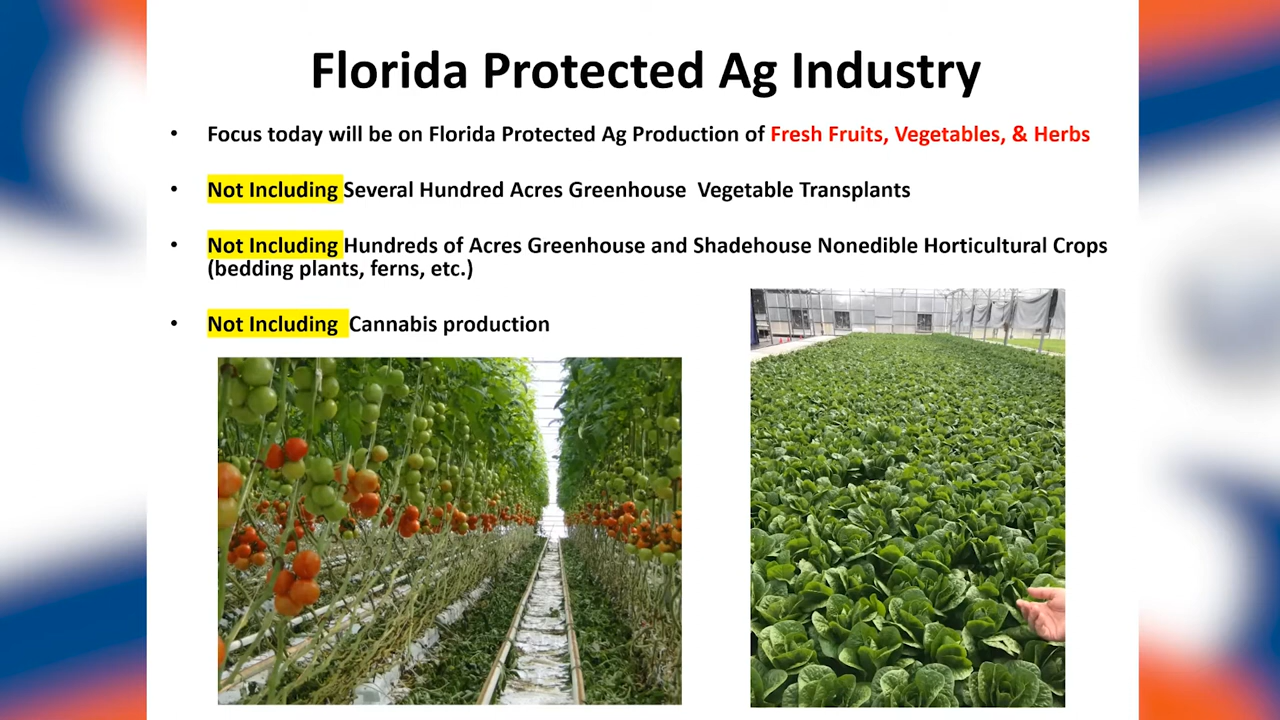 Florida Protected Ag Industry
• Focus today will be on Florida Protected Ag Production of Fresh Fruits, Vegetables, & Herbs
• Not Including Several Hundred Acres Greenhouse Vegetable Transplants
• Not Including Hundreds of Acres Greenhouse and Shadehouse Nonedible Horticultural Crops
(bedding plants, ferns, etc.)
• Not Including Cannabis production